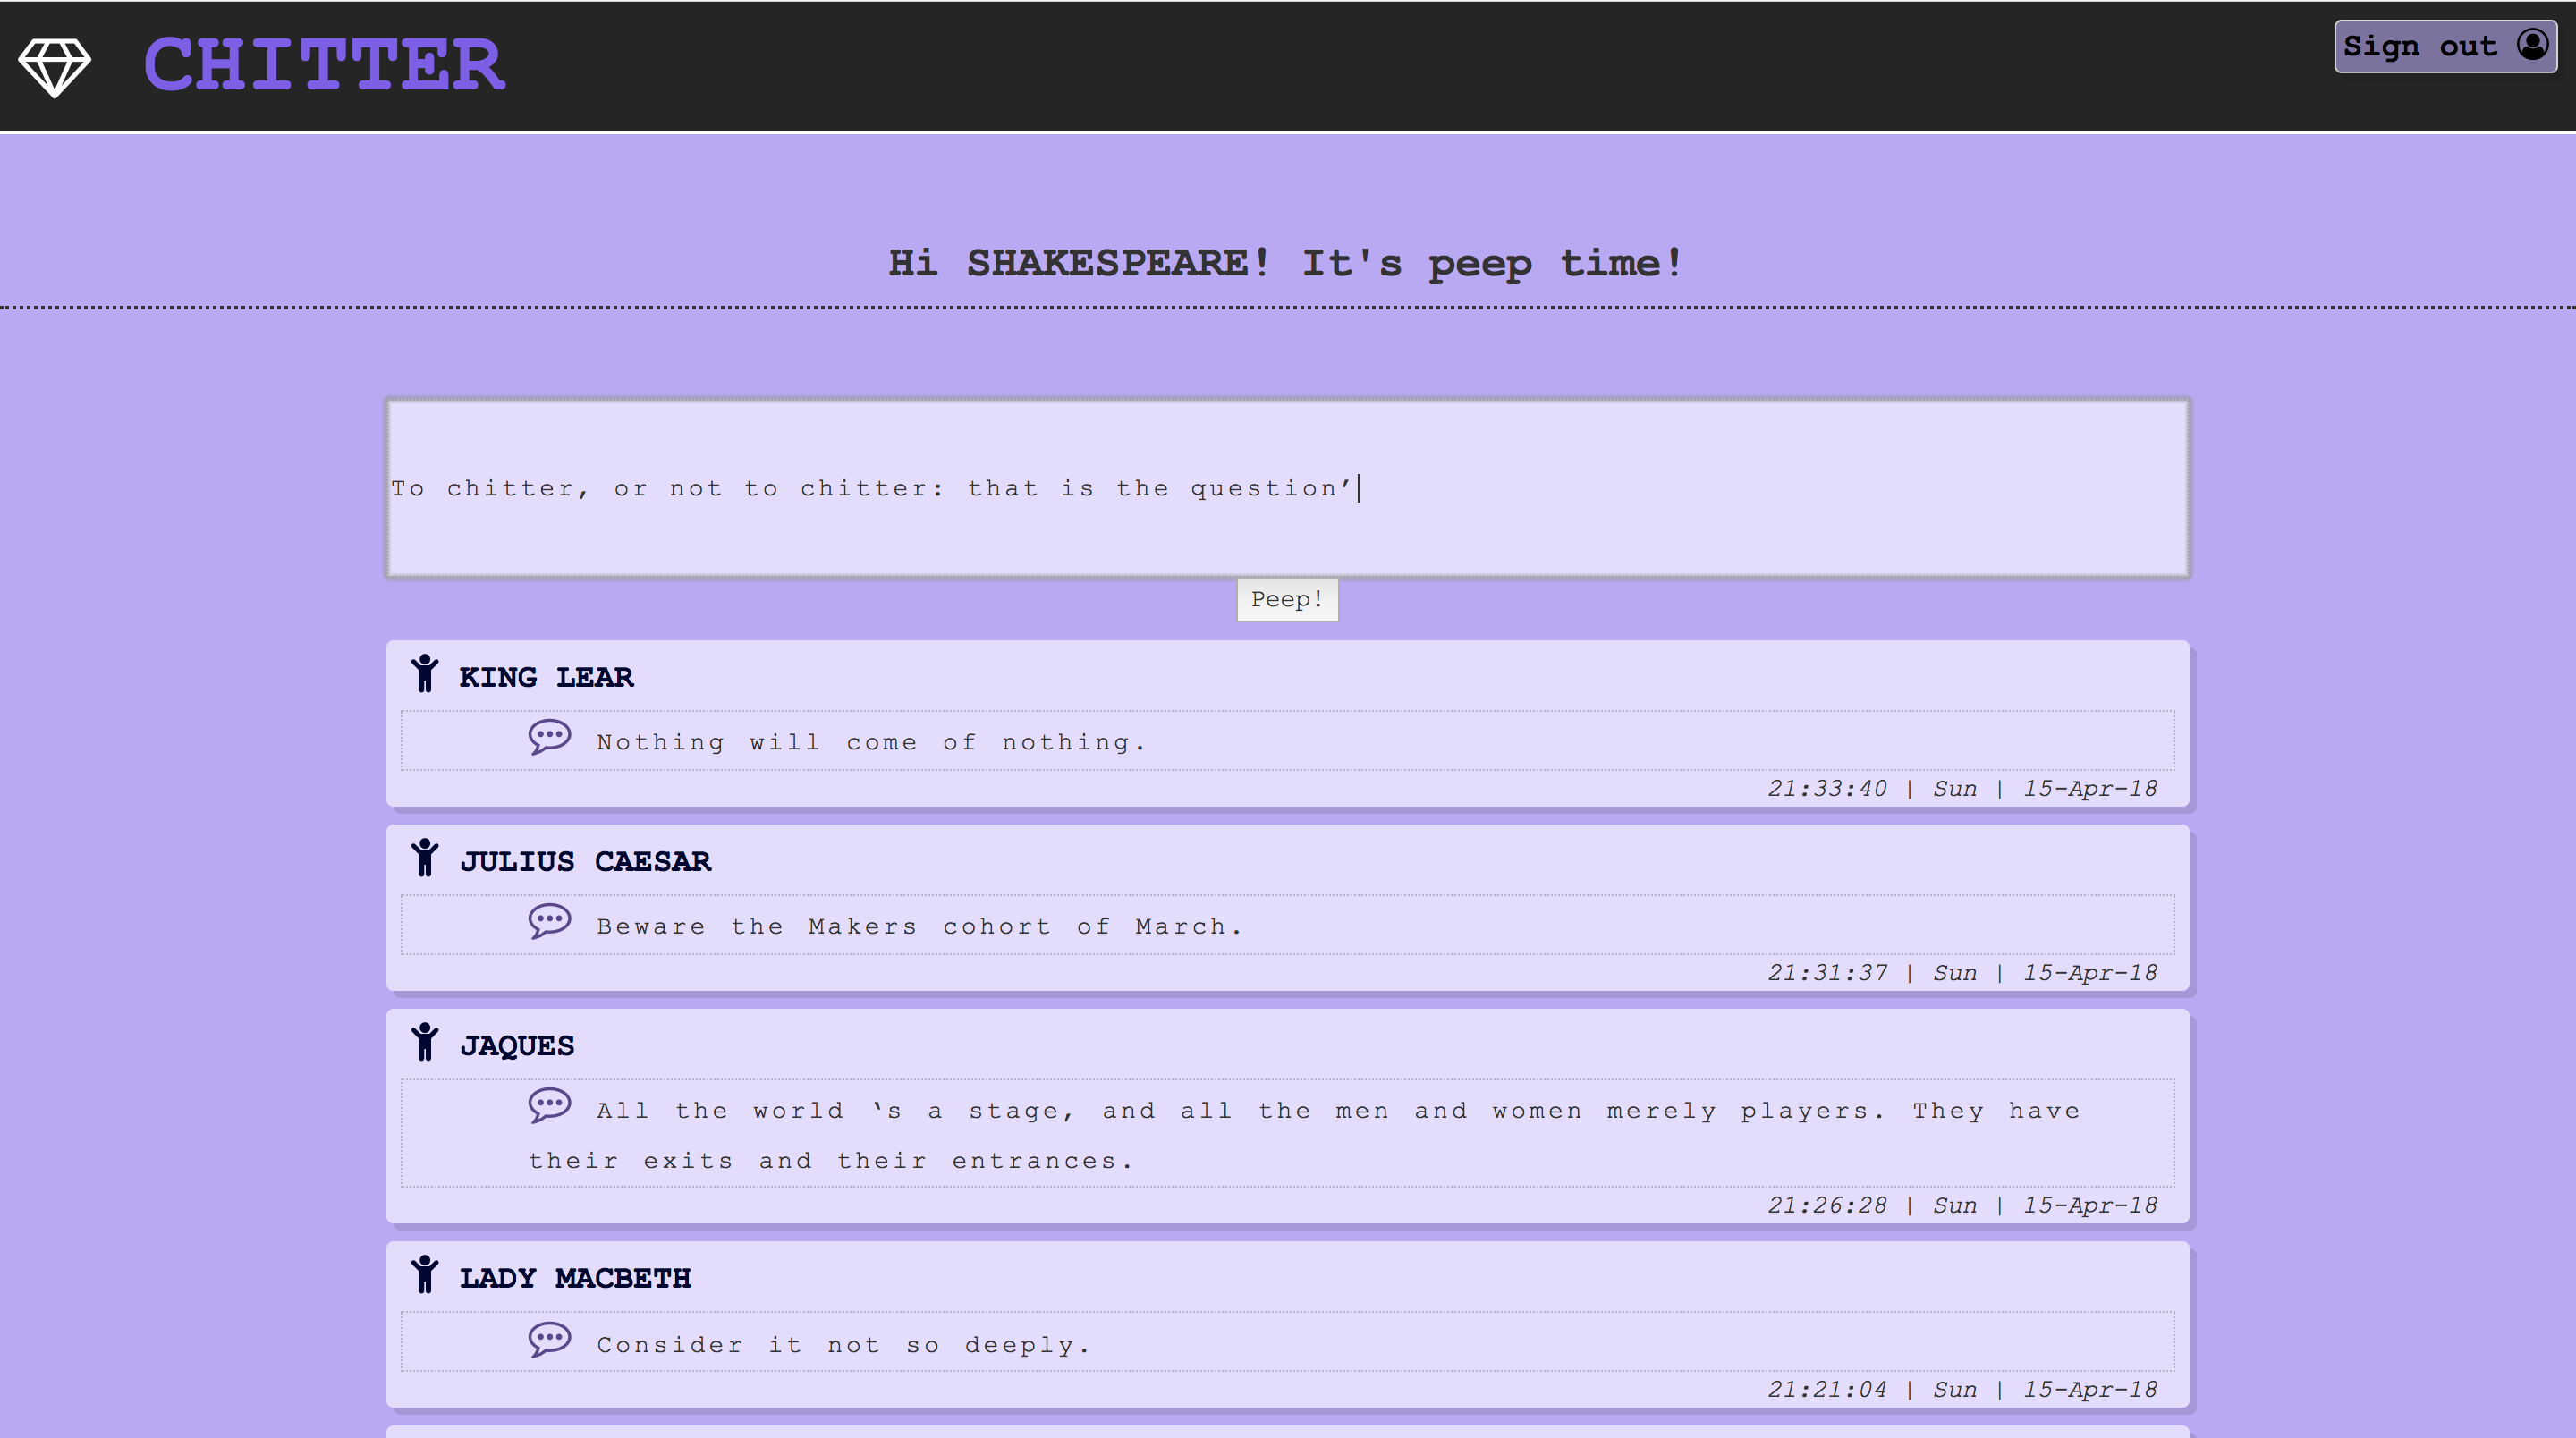 CHITTER
Sign out
Hi SHAKESPEARE! It's peep time!
To chitter, or not to chitter: that is the question’
Peep!
KING LEAR
Nothing will come of nothing.
21:33:40 | Sun | 15-Apr-18
JULIUS CAESAR
Beware the Makers cohort of March.
21:31:37 | Sun | 15-Apr-18
JAQUES
All the world ‘s a stage, and all the men and women merely players. They have
their exits and their entrances.
21:26:28 | Sun | 15-Apr-18
LADY MACBETH
Consider it not so deeply.
21:21:04 | Sun | 15-Apr-18